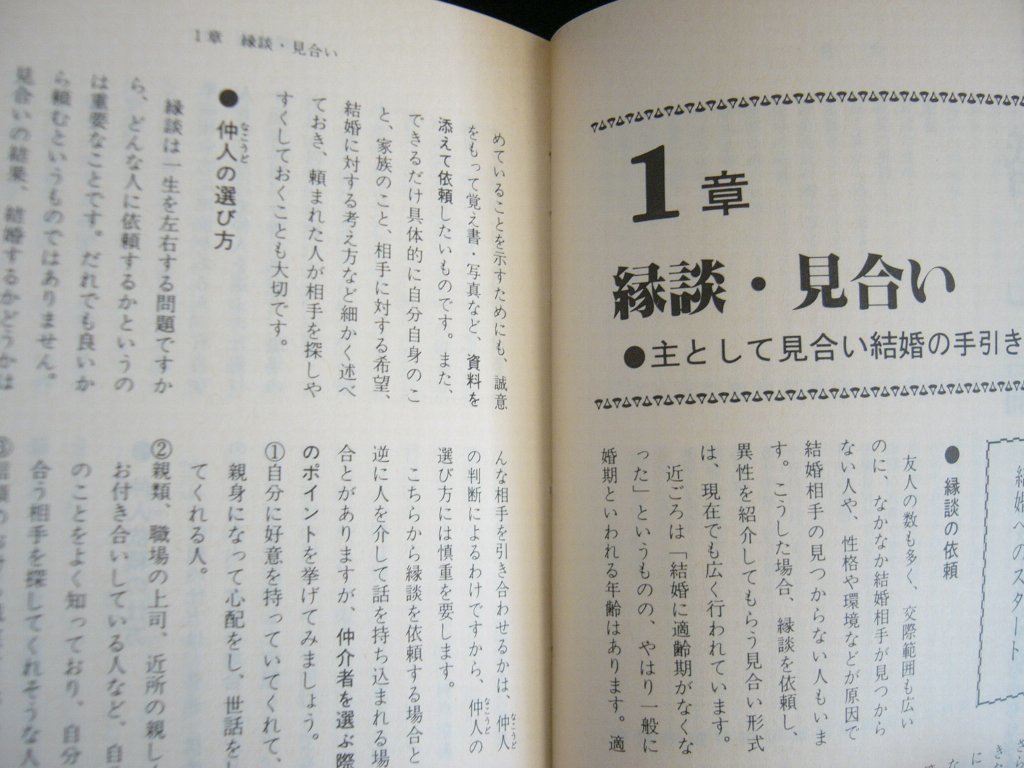 1章
縁談・見合い
●主として見合い結婚の手引き
結婚へのスタート
●縁談の依頼
友人の数も多く、交際範囲も広い
のに、なかなか結婚相手が見つから
ない人や、性格や環境などが原因で
結婚相手の見つからない人もいま
す。こうした場合、縁談を依頼し、
異性を紹介してもらう見合い形式
は、現在でも広く行われています。
近ごろは「結婚に適齢期がなくな
った」というものの、やはり一般に
婚期といわれる年齢はあります。適
1章 縁談・見合い
めていることを示すためにも、誠意
をもって覚え書・写真など、資料を
添えて依頼したいものです。また、
できるだけ具体的に自分自身のこ
と、家族のこと、相手に対する希望、
結婚に対する考え方など細かく述べ
ておき、頼まれた人が相手を探しや
すくしておくことも大切です。
●仲人の選び方
なこうど
縁談は一生を左右する問題ですか
ら、どんな人に依頼するかというの
は重要なことです。だれでも良いか
ら頼むというものではありません。
見合いの結果、結婚するかどうかは
んな相手を引き合わせるかは、仲人
なこうど
の判断によるわけですから、仲人の
なこうど
選び方には慎重を要します。
こちらから縁談を依頼する場合と
逆に人を介して話を持ち込まれる場
合とがありますが、仲介者を選ぶ際
のポイントを挙げてみましょう。
①自分に好意を持っていてくれて、
親身になって心配をし、世話を
てくれる人。
②親類、職場の上司、近所の親し
お付き合いしている人など、自
のことをよく知っており、自分
合う相手を探してくれそうな人